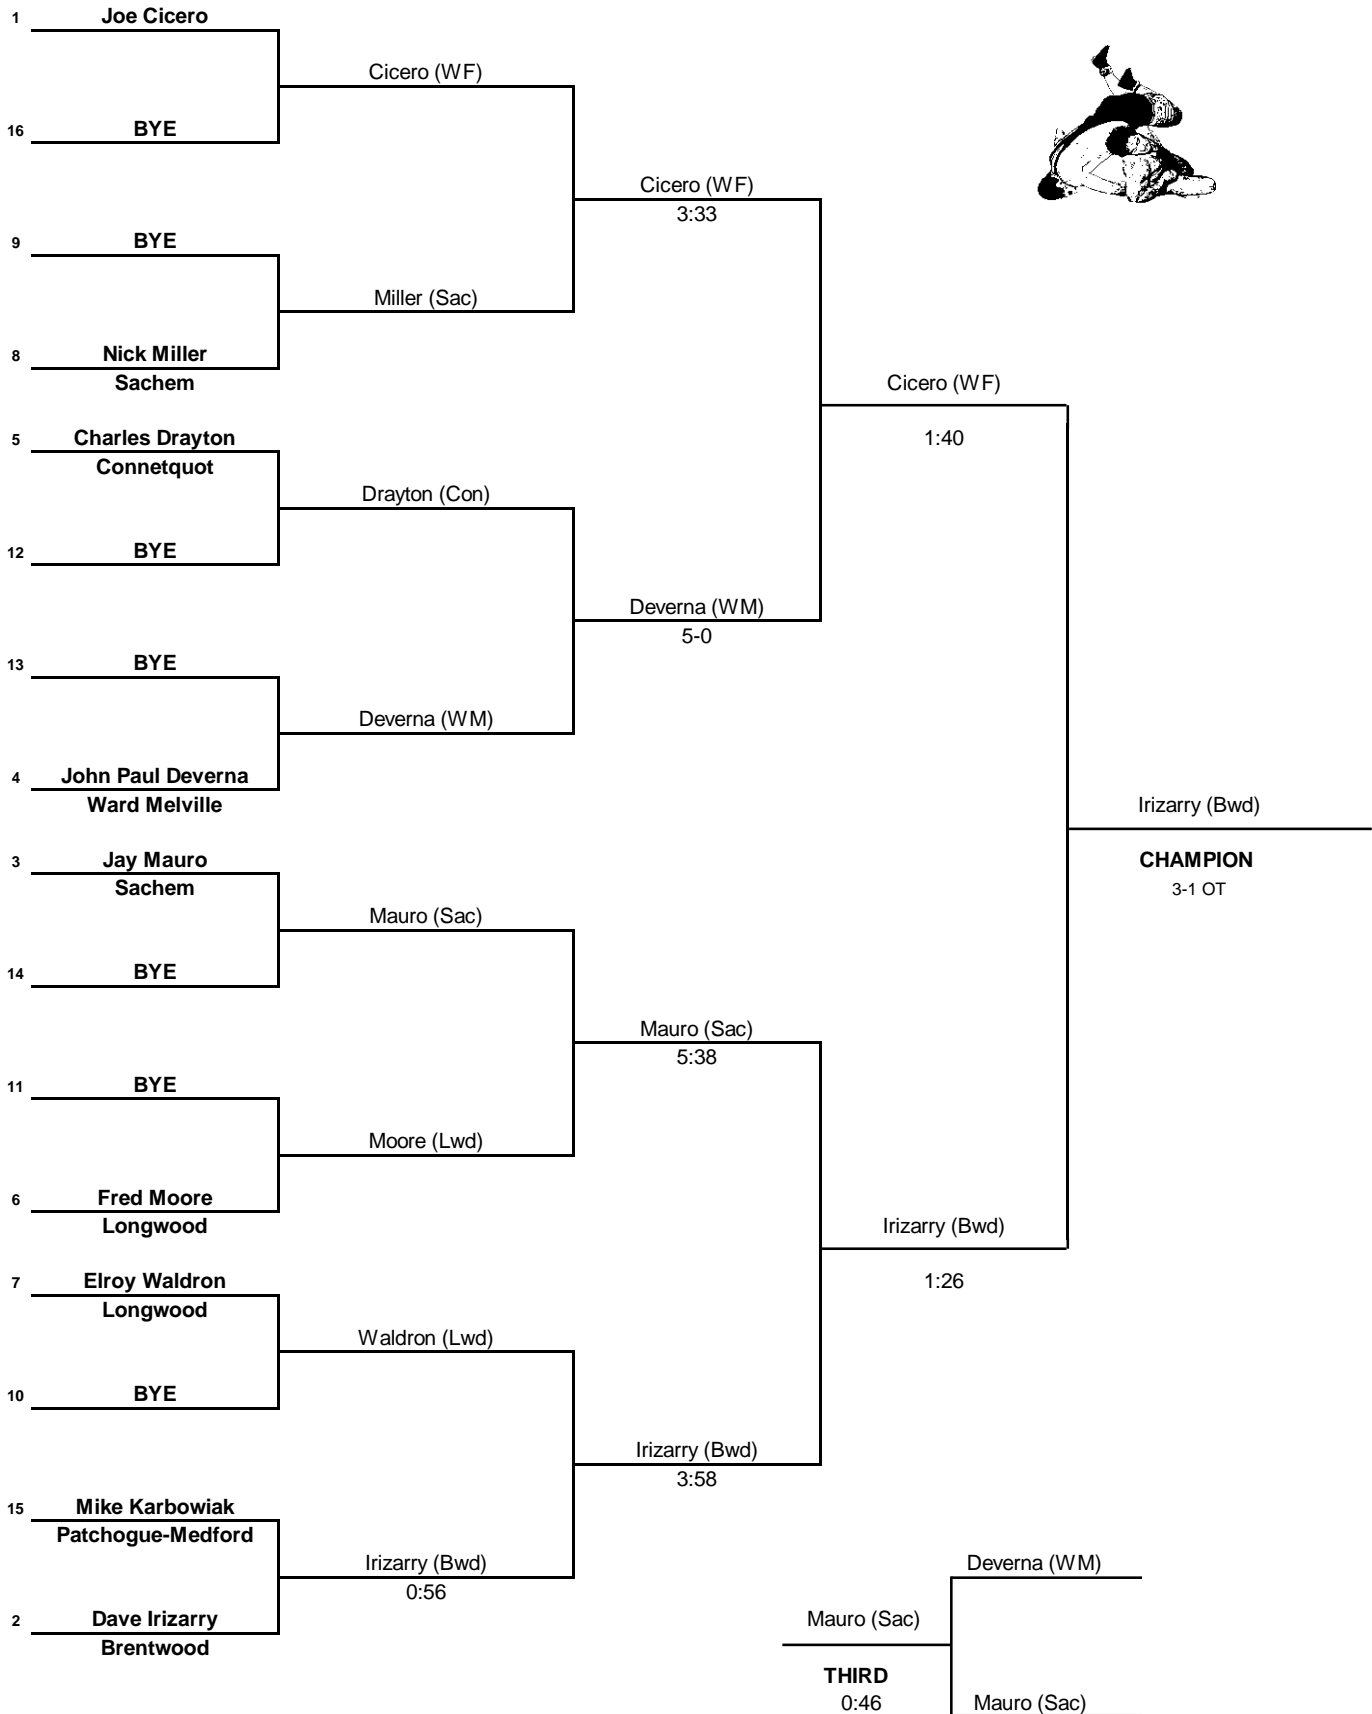 1 Joe Cicero
Cicero (WF)
16 BYE
Cicero (WF)
3:33
9 BYE
Miller (Sac)
8 Nick Miller
Sachem
Cicero (WF)
1:40
5 Charles Drayton
Connetquot
Drayton (Con)
12 BYE
Deverna (WM)
5-0
13 BYE
Deverna (WM)
4 John Paul Deverna
Ward Melville
Irizarry (Bwd)
CHAMPION
3-1 OT
3 Jay Mauro
Sachem
Mauro (Sac)
14 BYE
Mauro (Sac)
5:38
11 BYE
Moore (Lwd)
6 Fred Moore
Longwood
Irizarry (Bwd)
1:26
7 Elroy Waldron
Longwood
Waldron (Lwd)
10 BYE
Irizarry (Bwd)
3:58
15 Mike Karbowiak
Patchogue-Medford
Irizarry (Bwd)
0:56
2 Dave Irizarry
Brentwood
Deverna (WM)
Mauro (Sac)
THIRD
0:46
Mauro (Sac)